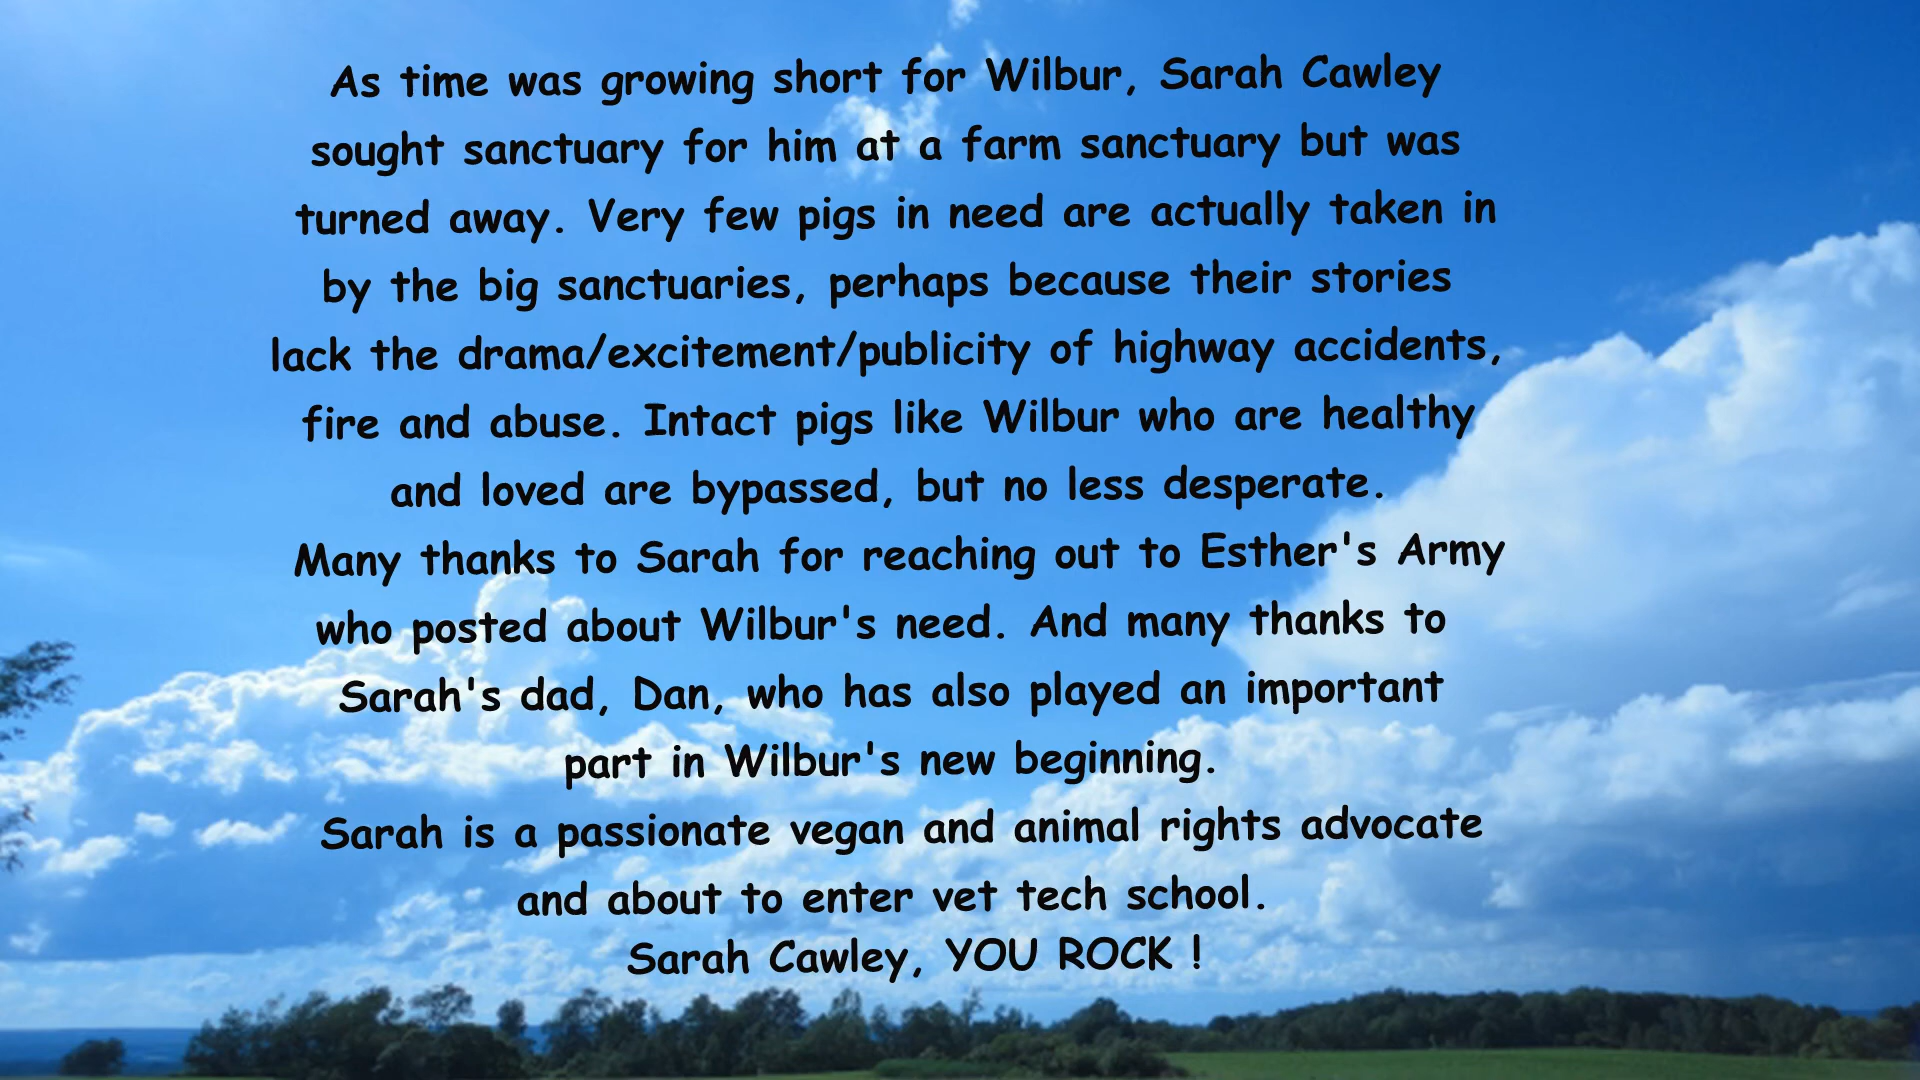 As time was growing short for Wilbur, Sarah Cawley
sought sanctuary for him at a farm sanctuary but was
turned away. Very few pigs in need are actually taken in
by the big sanctuaries, perhaps because their stories
lack the drama/excitement/publicity of highway accidents,
fire and abuse. Intact pigs like Wilbur who are healthy
and loved are bypassed, but no less desperate.
Many thanks to Sarah for reaching out to Esther's Army
who posted about Wilbur's need. And many thanks to
Sarah's dad, Dan, who has also played an important
part in Wilbur's new beginning.
Sarah is a passionate vegan and animal rights advocate
and about to enter vet tech school.
Sarah Cawley, YOU ROCK !